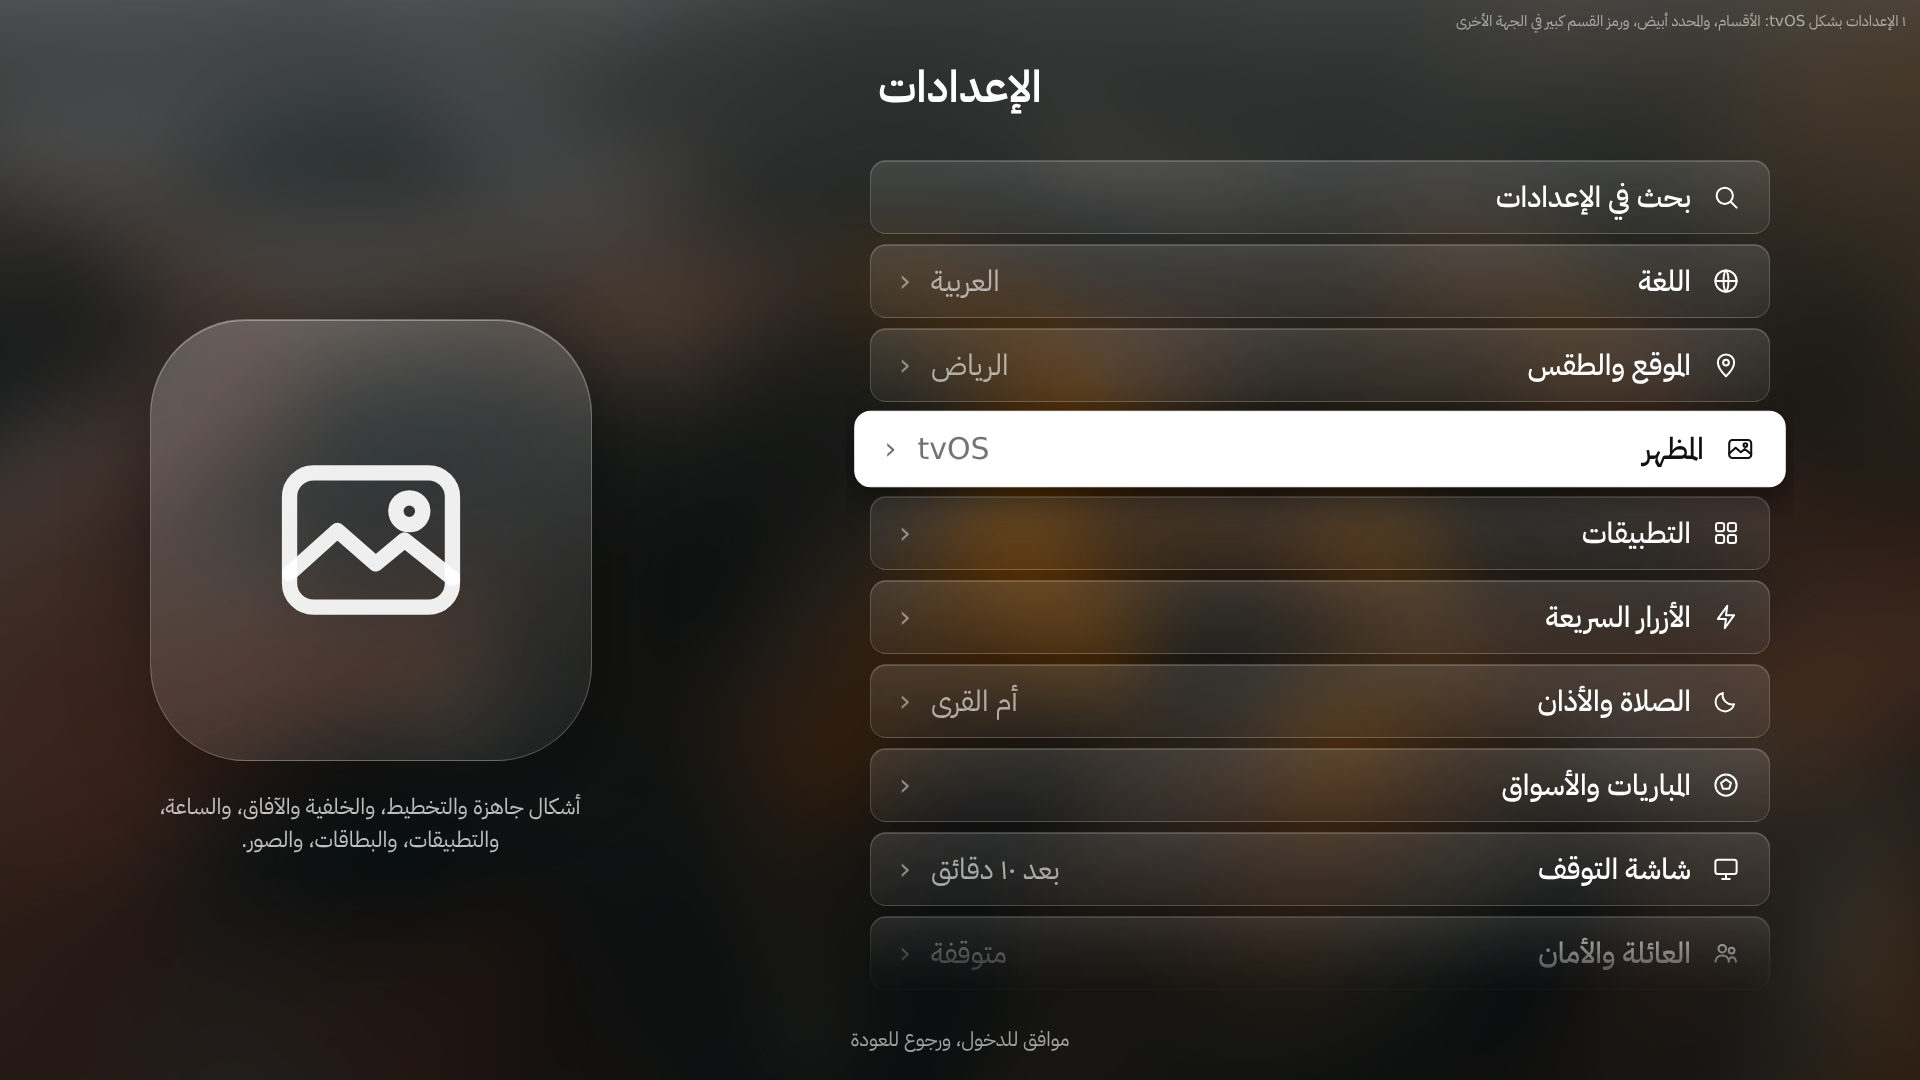 ١ الإعدادات بشكل tvOS: الأقسام، والمحدد أبيض، ورمز القسم كبير في الجهة الأخرى
الإعدادات
بحث في الإعدادات
اللغة العربية
الموقع والطقس الرياض
المظهر tvOS
التطبيقات
الأزرار السريعة
الصلاة والأذان أم القرى
المباريات والأسواق
شاشة التوقف بعد ١٠ دقائق
العائلة والأمان متوقفة
أشكال جاهزة والتخطيط، والخلفية والآفاق، والساعة،
والتطبيقات، والبطاقات، والصور.
موافق للدخول، ورجوع للعودة